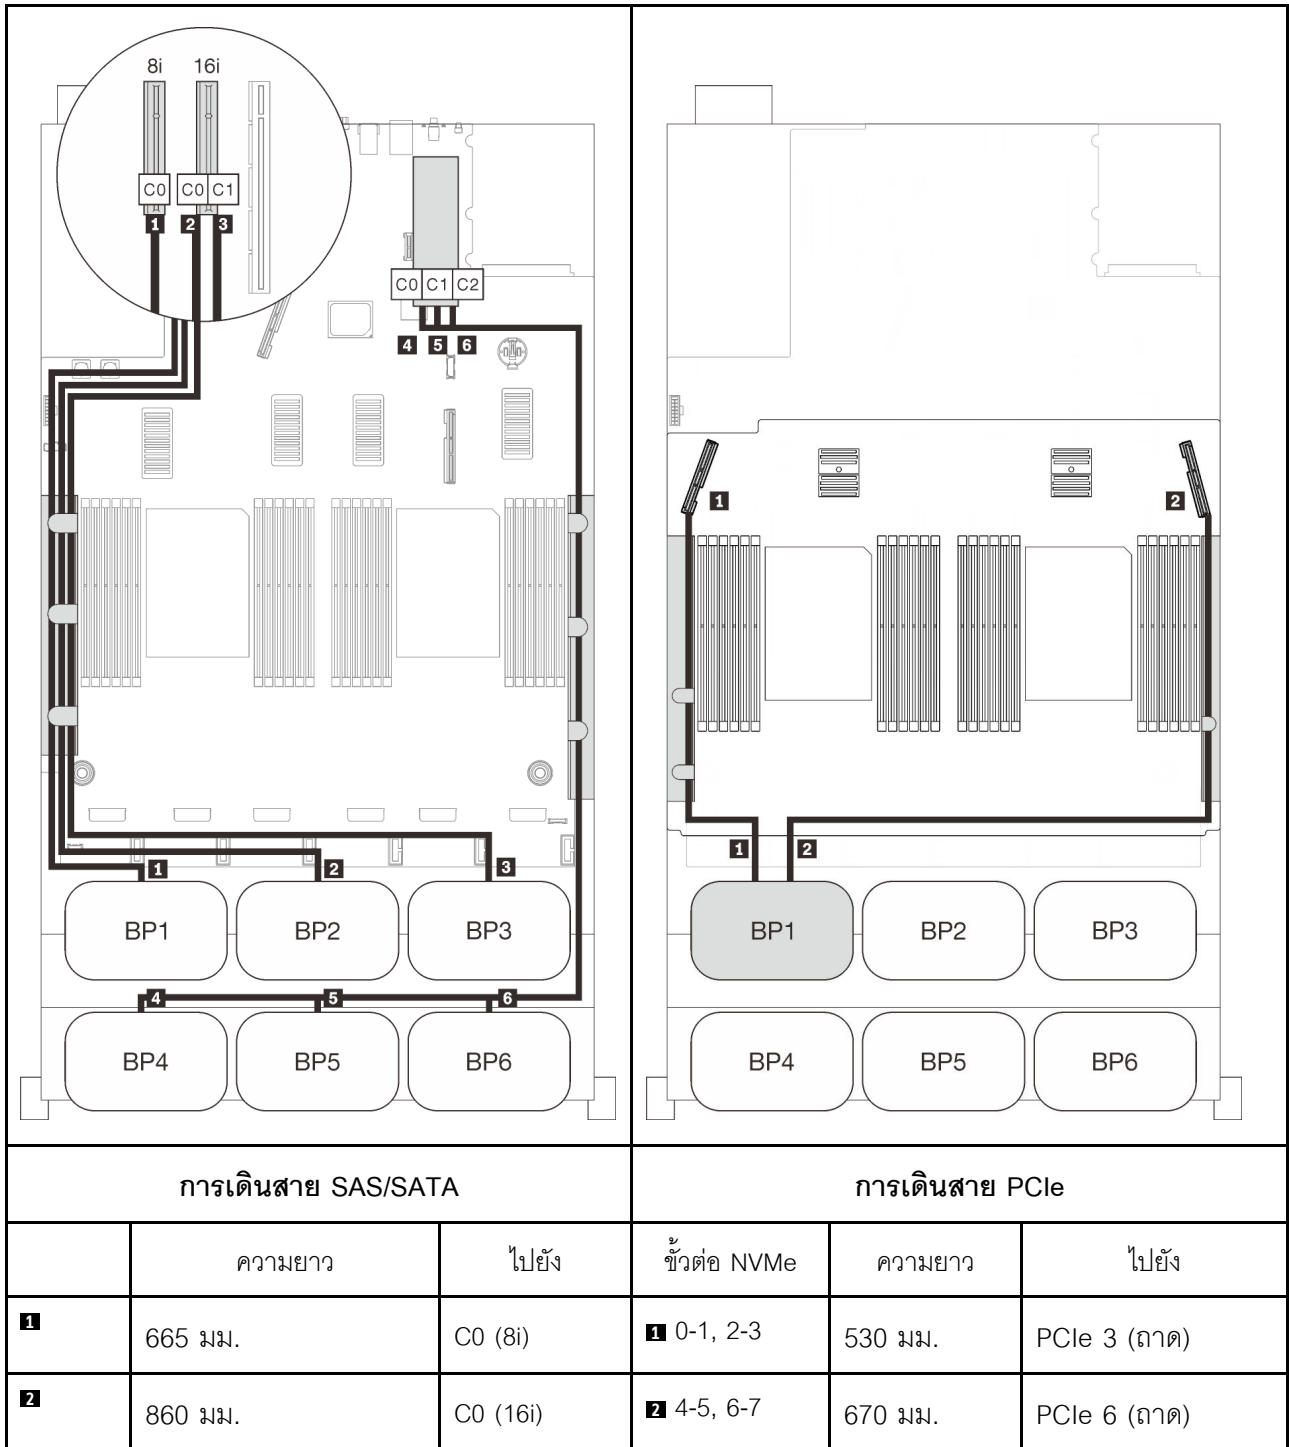 8i 16i
C0 C0 C1
1 2 3
C0 C1 C2
4 5 6
1 2 3
BP1 BP2 BP3
4 5 6
BP4 BP5 BP6
1 2
1 2
BP1 BP2 BP3
BP4 BP5 BP6
การเดินสาย SAS/SATA
การเดินสาย PCIe
ความยาว ไปยัง ขั้วต่อ NVMe ความยาว ไปยัง
1 665 มม. C0 (8i) 1 0-1, 2-3 530 มม. PCIe 3 (ถาด)
2 860 มม. C0 (16i) 2 4-5, 6-7 670 มม. PCIe 6 (ถาด)